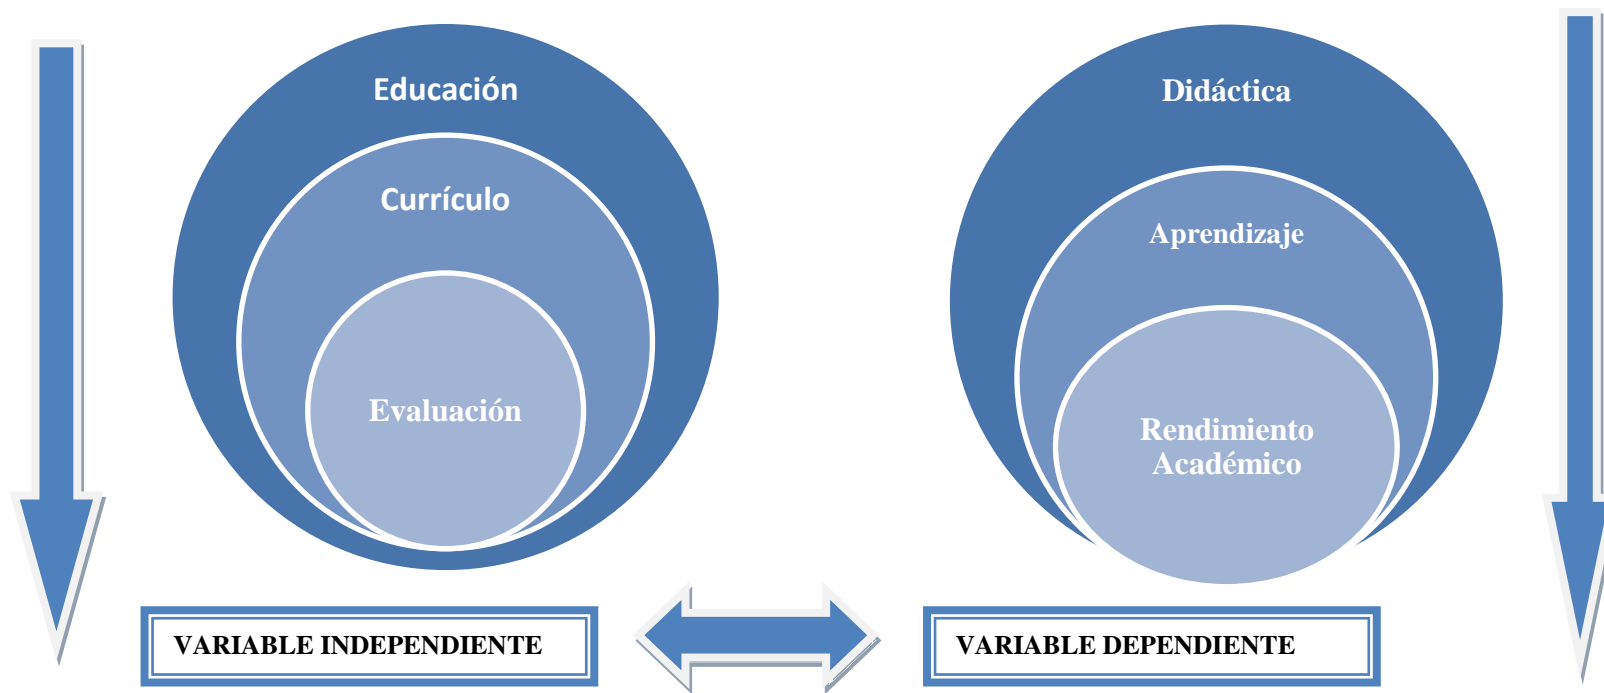 Educación
Currículo
Evaluación
VARIABLE INDEPENDIENTE
Didáctica
Aprendizaje
Rendimiento
Académico
VARIABLE DEPENDIENTE